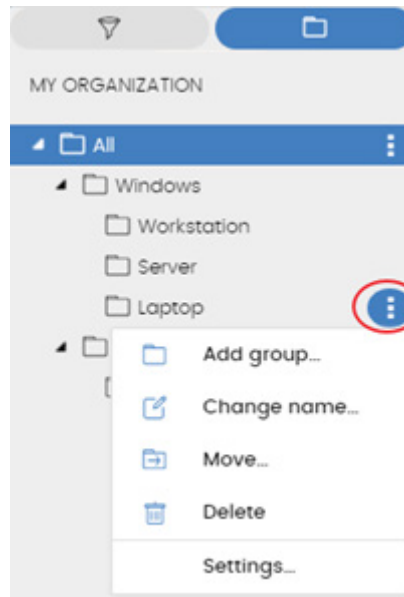 MY ORGANIZATION
All
Windows
Workstation
Server
Laptop
Add group...
Change name...
Move...
Delete
Settings...